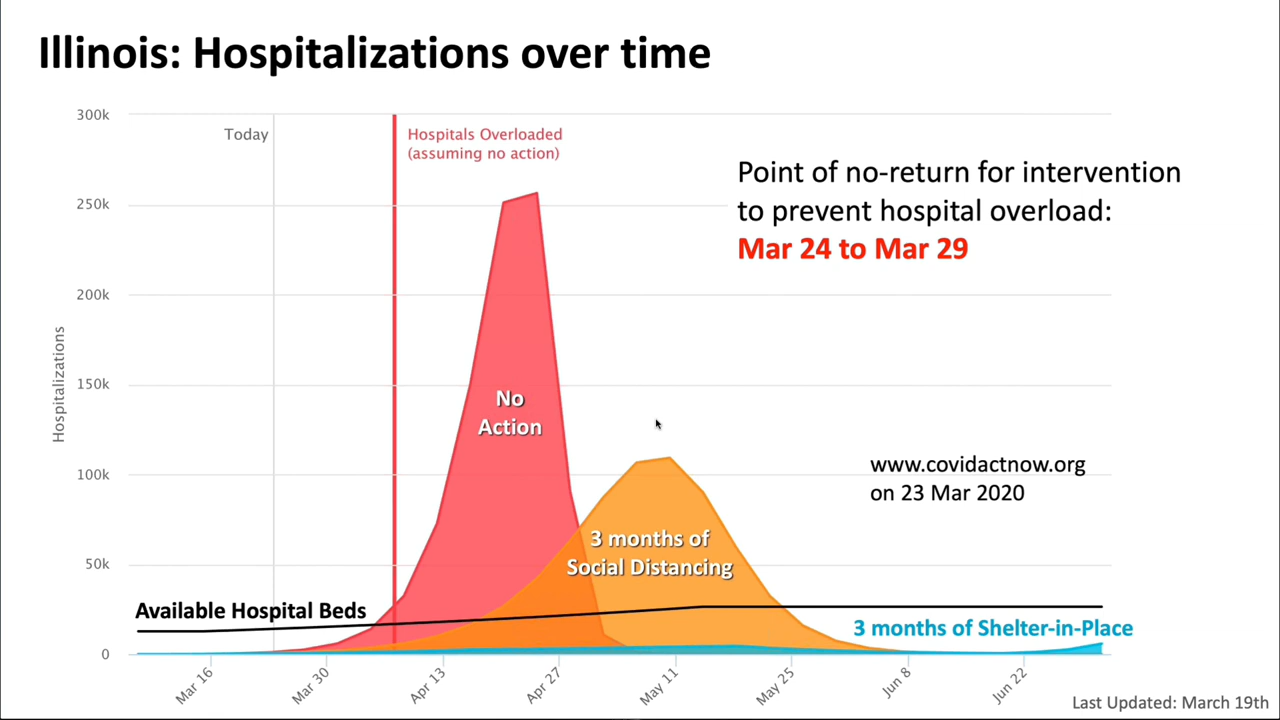 Illinois: Hospitalizations over time
300k
Today
Hospitals Overloaded
(assuming no action)
Point of no-return for intervention
to prevent hospital overload:
Mar 24 to Mar 29
250k
200k
Hospitalizations
150k
No
Action
100k
www.covidactnow.org
on 23 Mar 2020
3 months of
Social Distancing
50k
Available Hospital Beds
3 months of Shelter-in-Place
0
Mar 16
Mar 30
Apr 13
Apr 27
May 11
May 25
Jun 8
Jun 22
Last Updated: March 19th